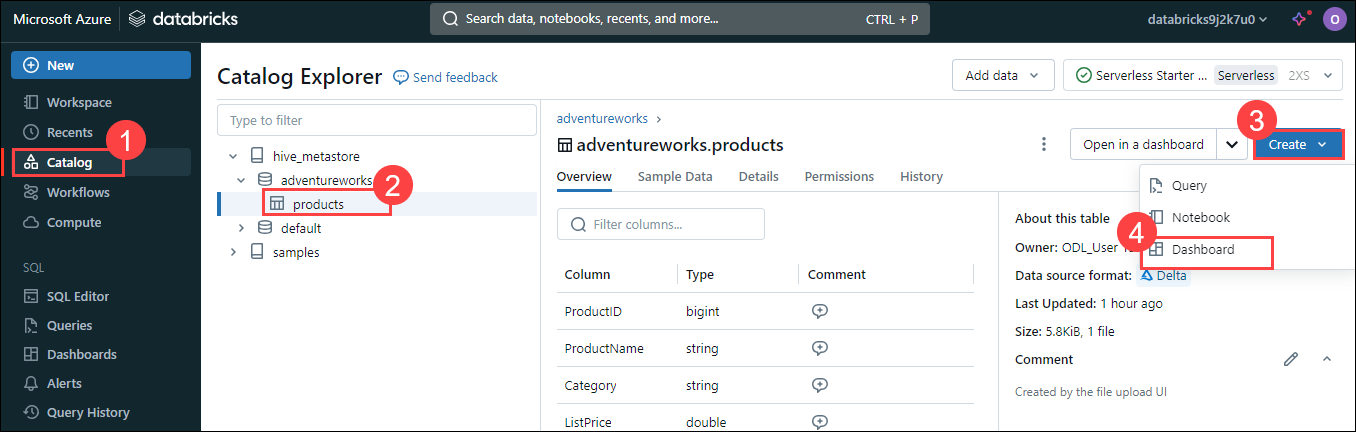 Microsoft Azure databricks Search data, notebooks, recents, and more... CTRL + P databricks9j2k7u0 O
New
Workspace
Recents
1
Catalog
Workflows
Compute
SQL
SQL Editor
Queries
Dashboards
Alerts
Query History
Catalog Explorer Send feedback Add data Serverless Starter ... Serverless 2XS
Type to filter
hive_metastore
adventureworks
2
products
default
samples
adventureworks
adventureworks.products
Open in a dashboard
3
Create
Query
Notebook
4
Dashboard
Overview Sample Data Details Permissions History
Filter columns...
Column Type Comment
ProductID bigint
ProductName string
Category string
ListPrice double
About this table
Owner: ODL_User
Data source format: Delta
Last Updated: 1 hour ago
Size: 5.8KiB, 1 file
Comment
Created by the file upload UI